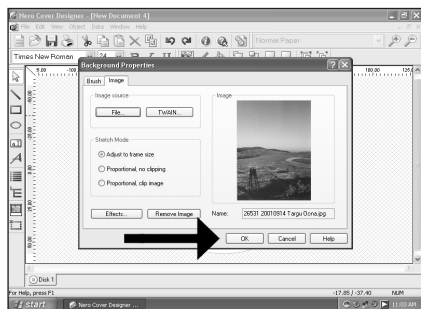 Nero Cover Designer - [New Document 4]
File Edit View Object Data Window Help
Normal Paper
Times New Roman 24
Background Properties
Brush Image
Image source
File... TWAIN...
Stretch Mode
Adjust to frame size
Proportional, no clipping
Proportional, clip image
Effects... Remove Image
Image
Name: 26531 20010914 Targu Ocna.jpg
OK Cancel Help
Disk 1
For Help, press F1 -17.85 / -37.40 NUM
start Nero Cover Designer ... 11:03 AM